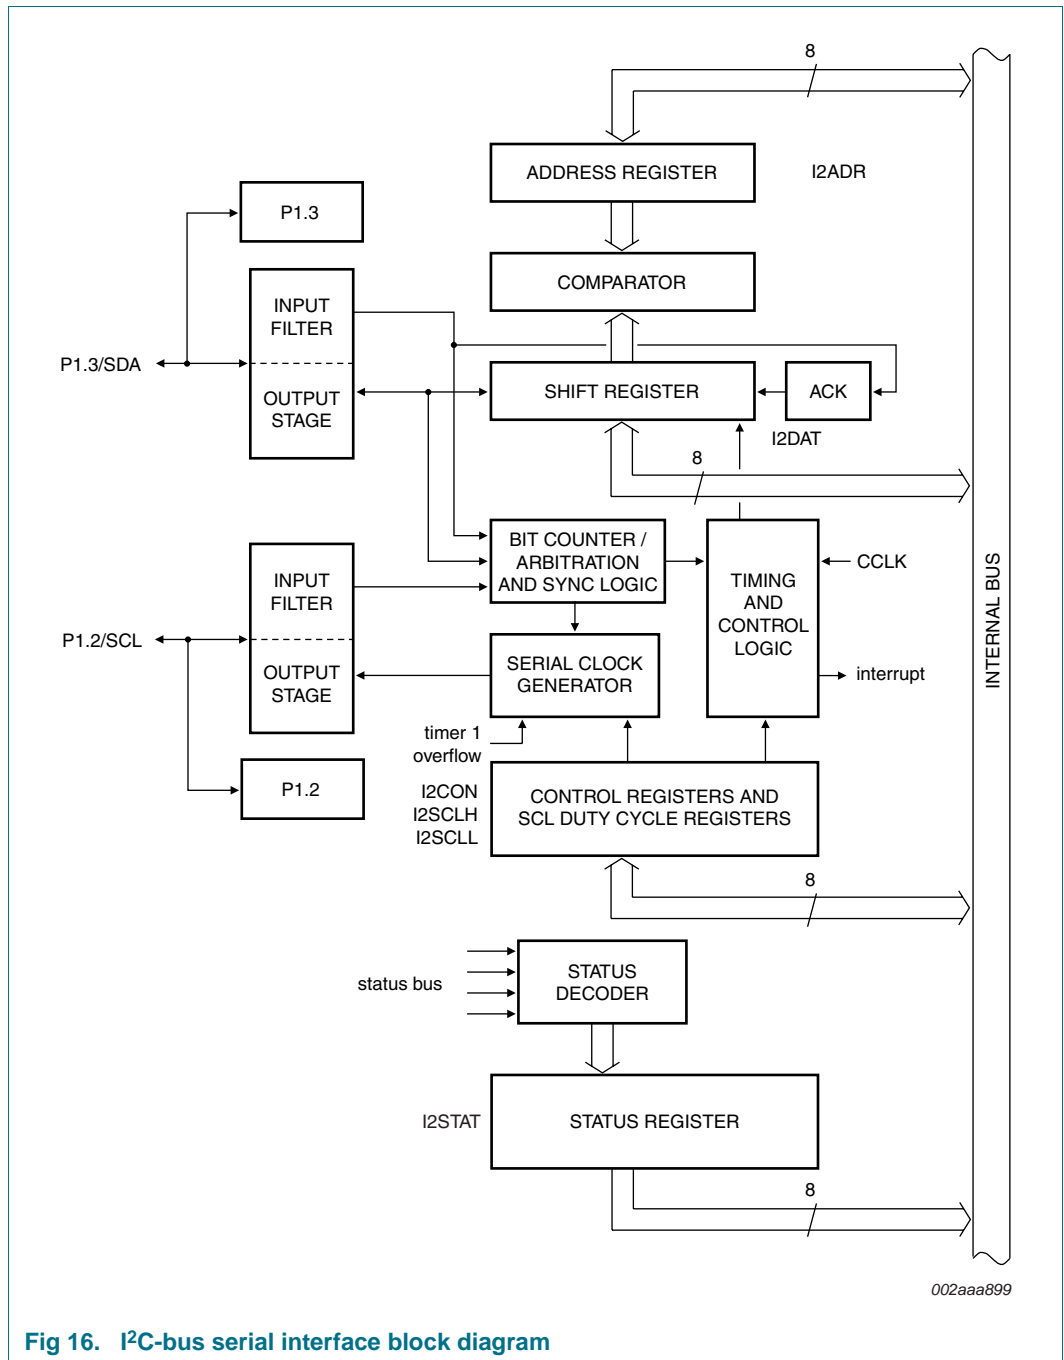 8
ADDRESS REGISTER
I2ADR
P1.3
COMPARATOR
INPUT
FILTER
P1.3/SDA
OUTPUT
STAGE
SHIFT REGISTER
ACK
I2DAT
8
BIT COUNTER /
ARBITRATION
AND SYNC LOGIC
INPUT
FILTER
TIMING
AND
CONTROL
LOGIC
CCLK
INTERNAL BUS
P1.2/SCL
OUTPUT
STAGE
SERIAL CLOCK
GENERATOR
interrupt
timer 1
overflow
P1.2
I2CON
I2SCLH
I2SCLL
CONTROL REGISTERS AND
SCL DUTY CYCLE REGISTERS
8
status bus
STATUS
DECODER
I2STAT
STATUS REGISTER
8
002aaa899
Fig 16. I²C-bus serial interface block diagram